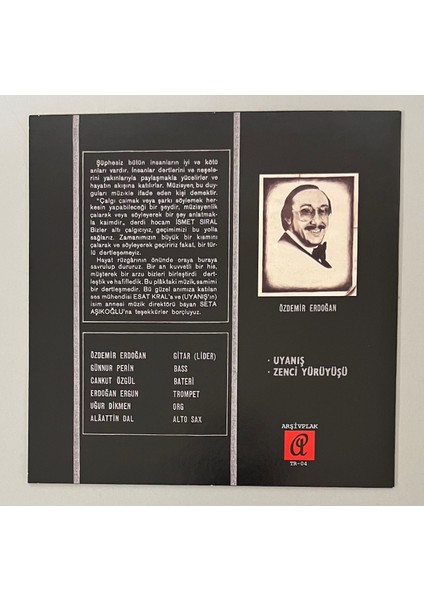 Şüphesiz bütün insanların iyi ve kötü
anları vardır. İnsanlar dertlerini ve neşele-
rini yakınlarıyla paylaşmakla yücelirler ve
hayatın akışına katılırlar. Müzisyen, bu duy-
guları müzikle ifade eden kişi demektir.
"Çalgı çalmak veya şarkı söylemek her-
kesin yapabileceği bir şeydir, müzisyenlik
çalarak veya söyleyerek bir şey anlatmak-
la kaimdir., derdi hocam İSMET SIRAL
Bizler altı çalgıcıyız, geçimimizi bu yolla
sağlarız. Zamanımızın büyük bir kısmını
çalarak ve söyleyerek geçiririz fakat, bir tür-
lü dertleşemeyiz.
Hayat rüzgârının önünde oraya buraya
savrulup dururuz. Bir an kuvvetli bir his,
müşterek bir arzu bizleri birleştirdi dert-
leştik ve hafifledik. Bu plâktaki müzik, samimi
bir dertleşmedir. Bü güzel anımıza katılan
ses mühendisi ESAT KRAL'a ve (UYANIŞ'ın)
isim annesi müzik direktörü bayan SETA
AŞIKOĞLU'na teşekkürler borçluyuz.
ÖZDEMİR ERDOĞAN GİTAR (LİDER)
GÜNNUR PERİN BASS
CANKUT ÖZGÜL BATERİ
ERDOĞAN ERGUN TROMPET
UĞUR DİKMEN ORG
ALÂATTİN DAL ALTO SAX
ÖZDEMİR ERDOĞAN
· UYANIŞ
· ZENCİ YÜRÜYÜŞÜ
ARŞİVPLAK
TR-04